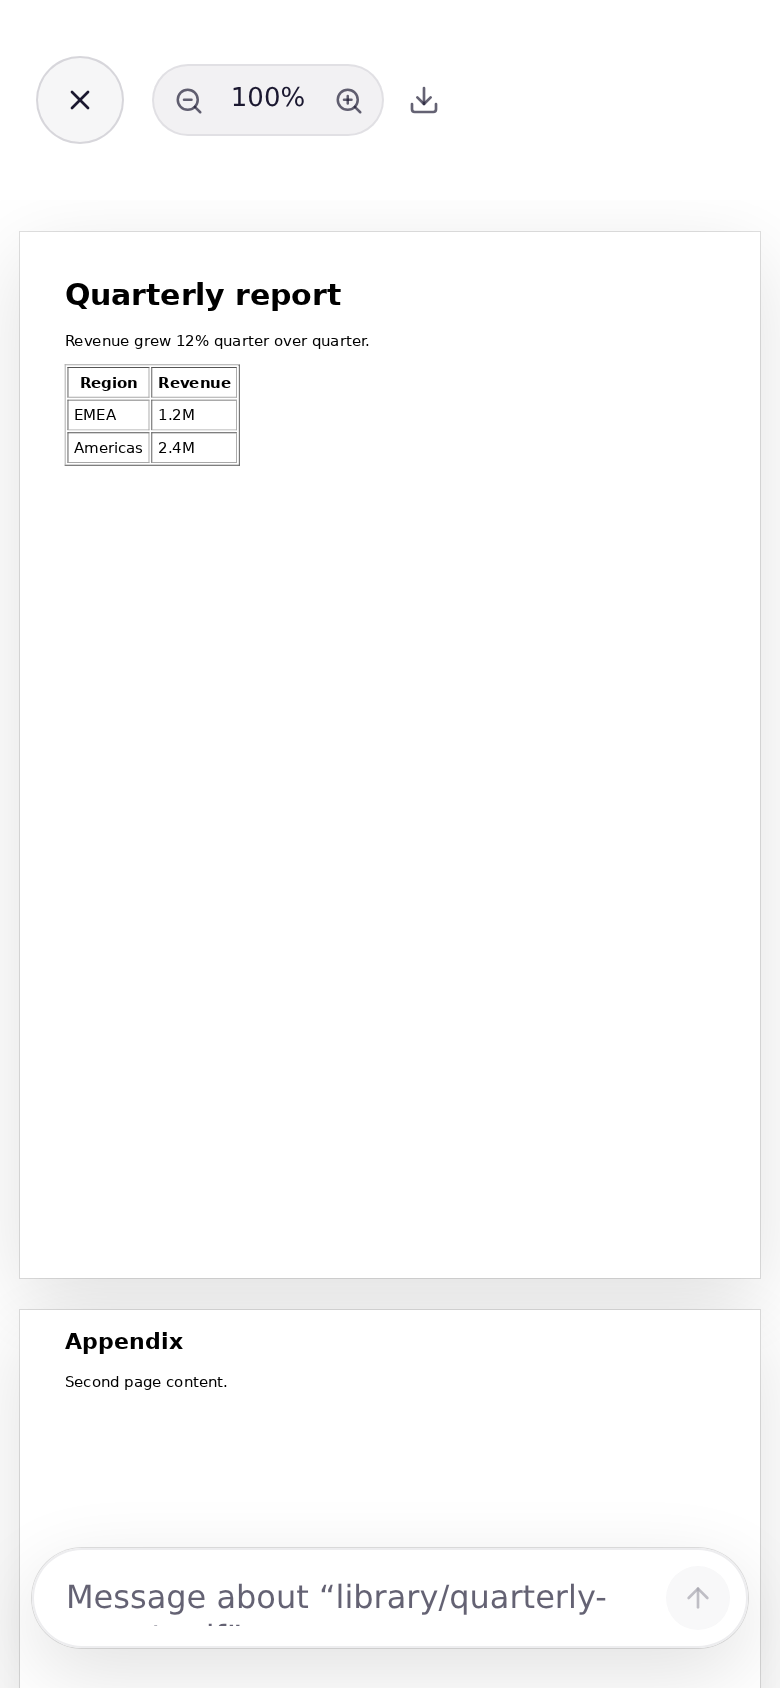 100%
Quarterly report
Revenue grew 12% quarter over quarter.
Region Revenue
EMEA 1.2M
Americas 2.4M
Appendix
Second page content.
Message about “library/quarterly-